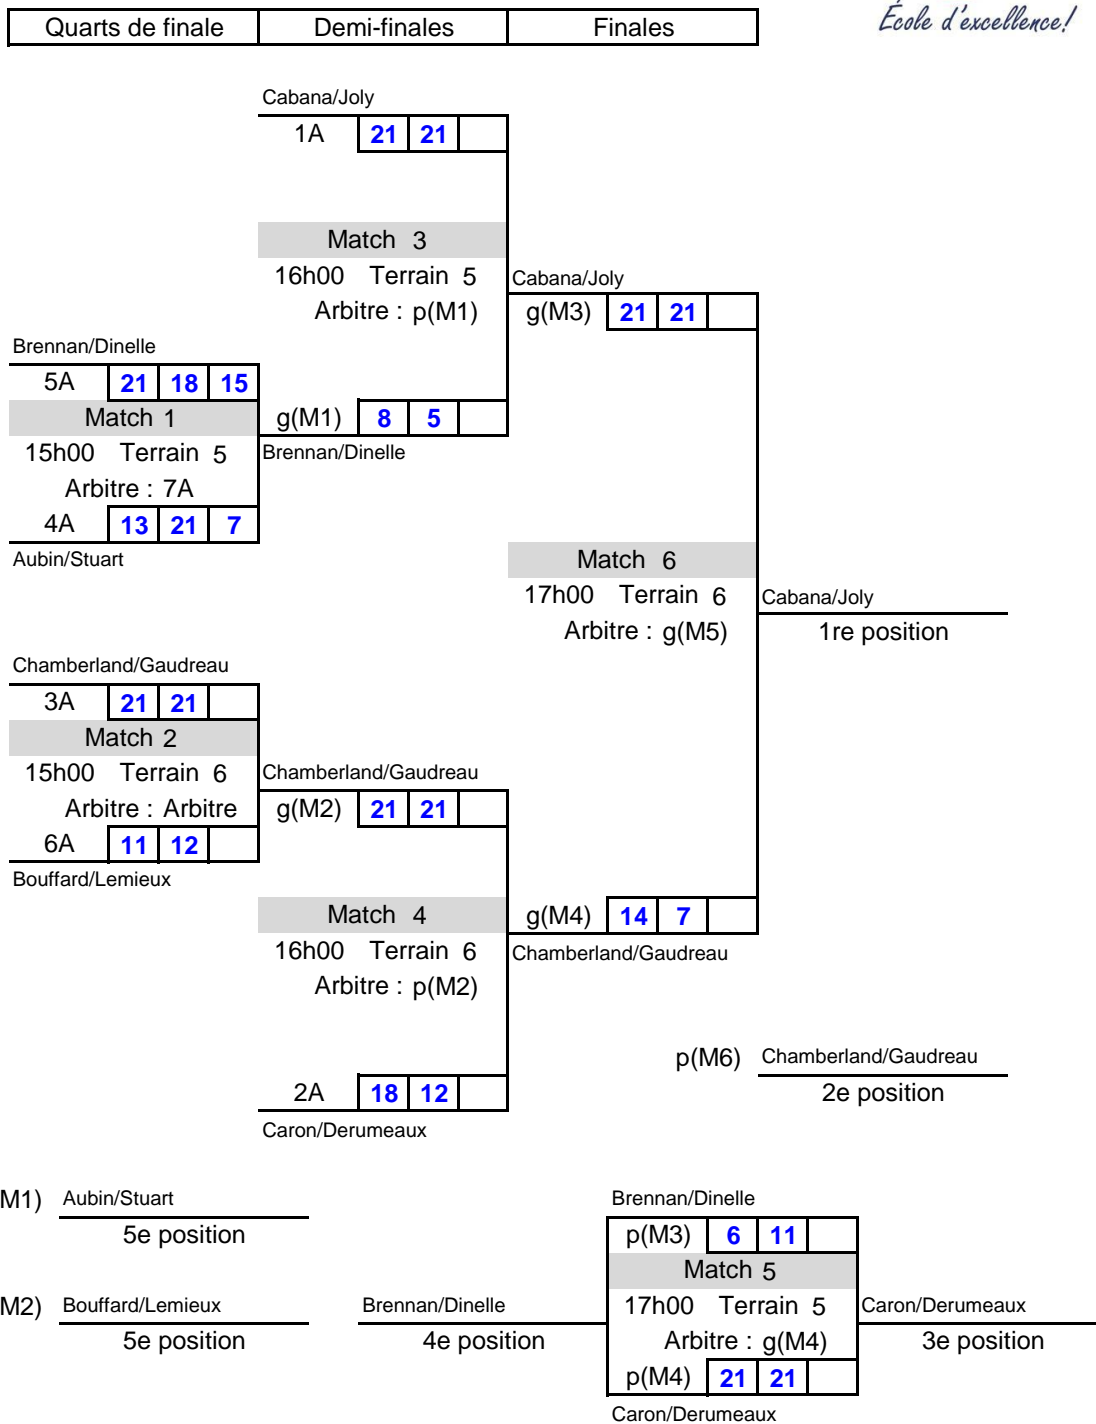 École d'excellence!
Quarts de finale Demi-finales Finales
Cabana/Joly
1A 21 21
Match 3
16h00 Terrain 5
Arbitre : p(M1)
Cabana/Joly
g(M3) 21 21
Brennan/Dinelle
5A 21 18 15
Match 1
15h00 Terrain 5
Arbitre : 7A
4A 13 21 7
Aubin/Stuart
g(M1) 8 5
Brennan/Dinelle
Match 6
17h00 Terrain 6
Arbitre : g(M5)
Cabana/Joly
1re position
Chamberland/Gaudreau
3A 21 21
Match 2
15h00 Terrain 6
Arbitre : Arbitre
6A 11 12
Bouffard/Lemieux
Chamberland/Gaudreau
g(M2) 21 21
Match 4
16h00 Terrain 6
Arbitre : p(M2)
g(M4) 14 7
Chamberland/Gaudreau
2A 18 12
Caron/Derumeaux
p(M6) Chamberland/Gaudreau
2e position
M1) Aubin/Stuart
5e position
M2) Bouffard/Lemieux
5e position
Brennan/Dinelle
4e position
Brennan/Dinelle
p(M3) 6 11
Match 5
17h00 Terrain 5
Arbitre : g(M4)
p(M4) 21 21
Caron/Derumeaux
Caron/Derumeaux
3e position